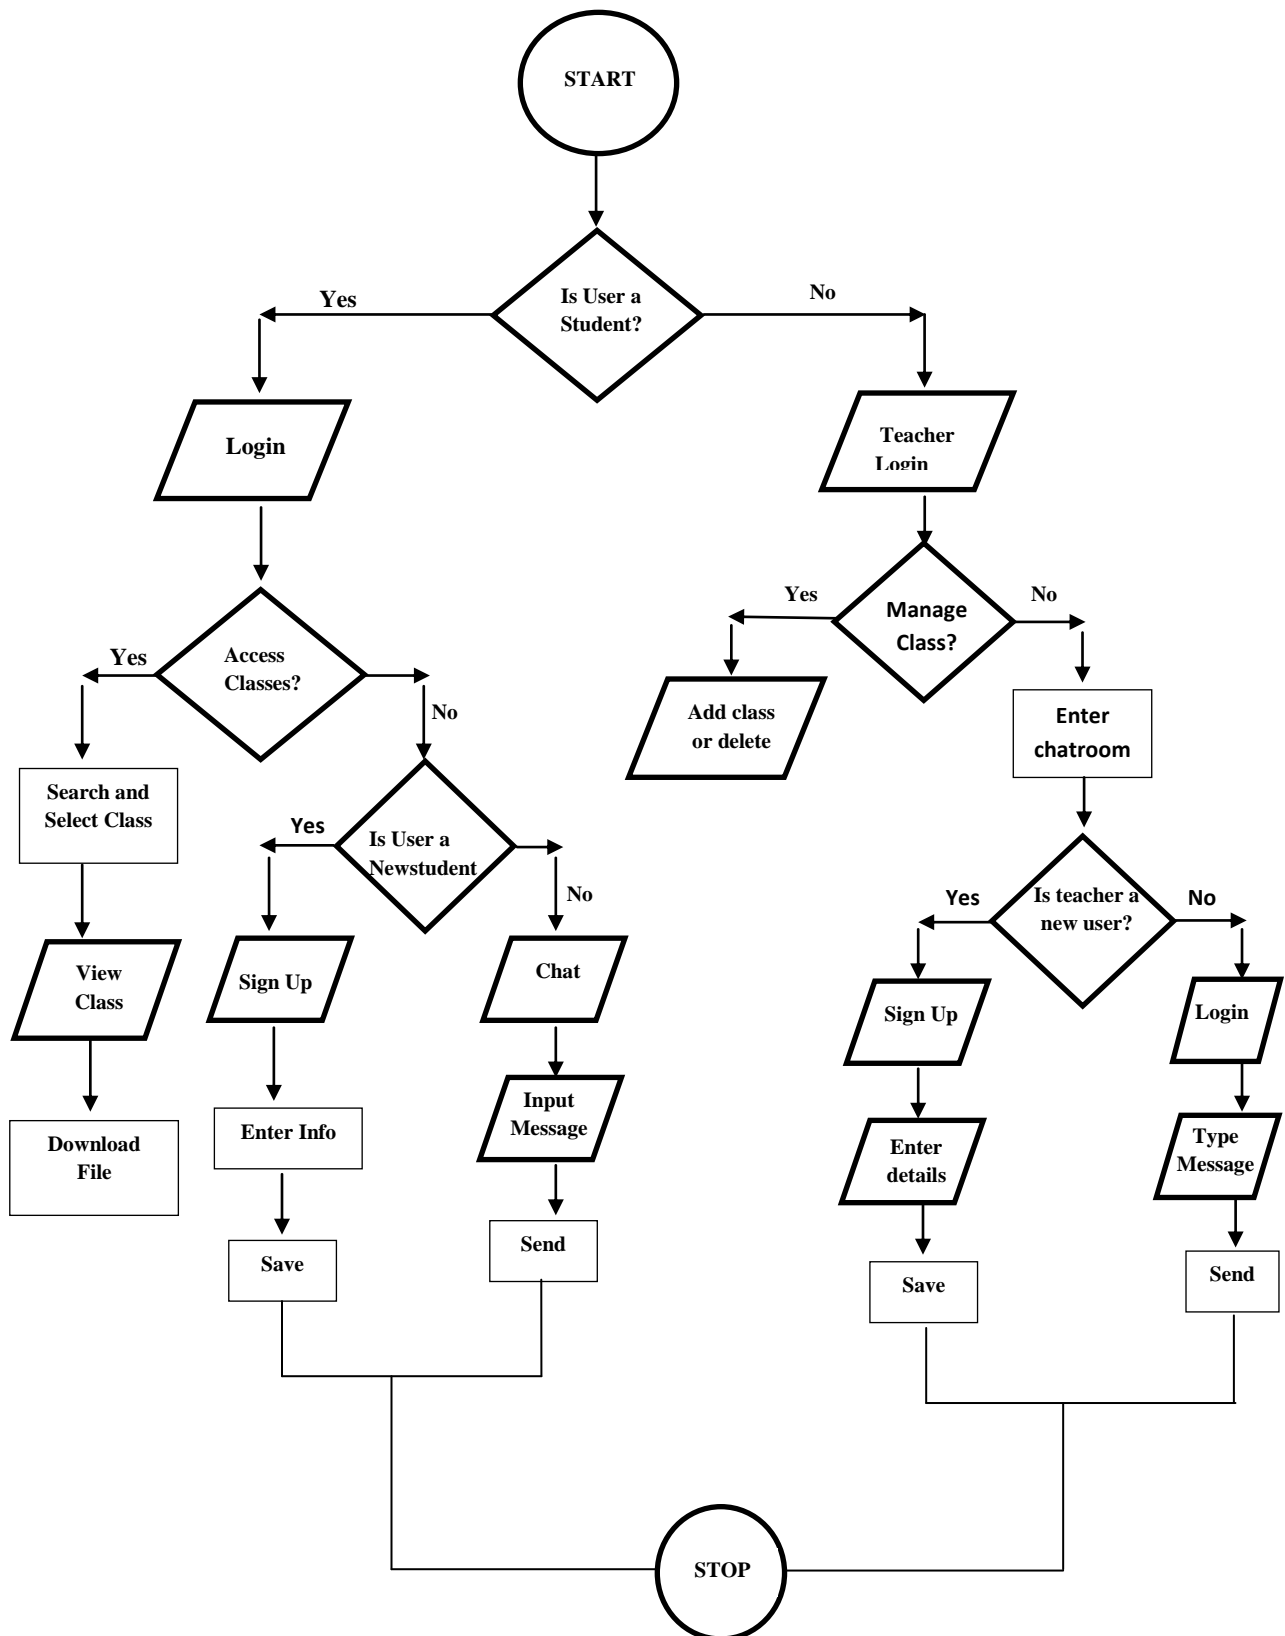 START
Is User a
Student?
Yes
No
Login
Teacher
Login
Yes
Manage
Class?
No
Access
Classes?
Yes
No
Add class
or delete
Enter
chatroom
Search and
Select Class
Yes
Is User a
Newstudent
No
Yes
Is teacher a
new user?
No
View
Class
Sign Up
Chat
Sign Up
Login
Download
File
Enter Info
Input
Message
Enter
details
Type
Message
Save
Send
Save
Send
STOP